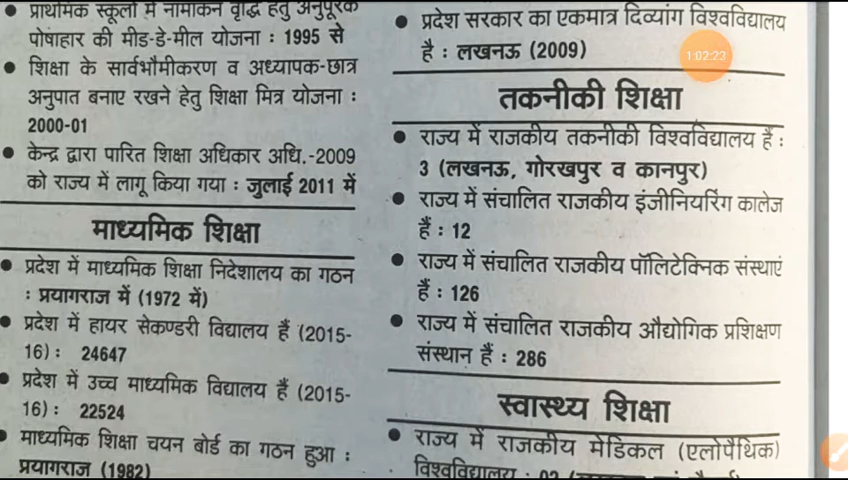 प्राथमिक स्कूलों में नामांकन वृद्धि हेतु अनुपूरक
पोषाहार की मीड-डे-मील योजना : 1995 से
● शिक्षा के सार्वभौमीकरण व अध्यापक-छात्र
अनुपात बनाए रखने हेतु शिक्षा मित्र योजना :
2000-01
● केन्द्र द्वारा पारित शिक्षा अधिकार अधि.-2009
को राज्य में लागू किया गया : जुलाई 2011 में
माध्यमिक शिक्षा
● प्रदेश में माध्यमिक शिक्षा निदेशालय का गठन
: प्रयागराज में (1972 में)
● प्रदेश में हायर सेकण्डरी विद्यालय हैं (2015-
16) : 24647
● प्रदेश में उच्च माध्यमिक विद्यालय हैं (2015-
16) : 22524
● माध्यमिक शिक्षा चयन बोर्ड का गठन हुआ :
प्रयागराज (1982)
● प्रदेश सरकार का एकमात्र दिव्यांग विश्वविद्यालय
है : लखनऊ (2009)
1:02:23
तकनीकी शिक्षा
● राज्य में राजकीय तकनीकी विश्वविद्यालय हैं :
3 (लखनऊ, गोरखपुर व कानपुर)
● राज्य में संचालित राजकीय इंजीनियरिंग कालेज
हैं : 12
● राज्य में संचालित राजकीय पॉलिटेक्निक संस्थाएं
हैं : 126
● राज्य में संचालित राजकीय औद्योगिक प्रशिक्षण
संस्थान हैं : 286
स्वास्थ्य शिक्षा
● राज्य में राजकीय मेडिकल (एलोपैथिक)
विश्वविद्यालय : 02